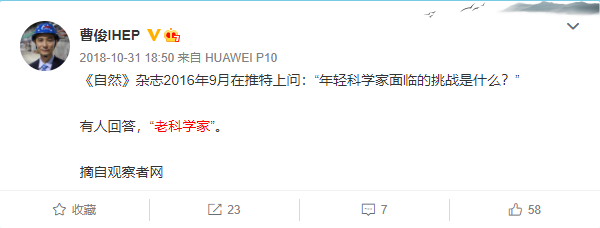 曹俊IHEP
2018-10-31 18:50 来自 HUAWEI P10
《自然》杂志2016年9月在推特上问：“年轻科学家面临的挑战是什么？”
有人回答，“老科学家”。
摘自观察者网
收藏 23 7 58